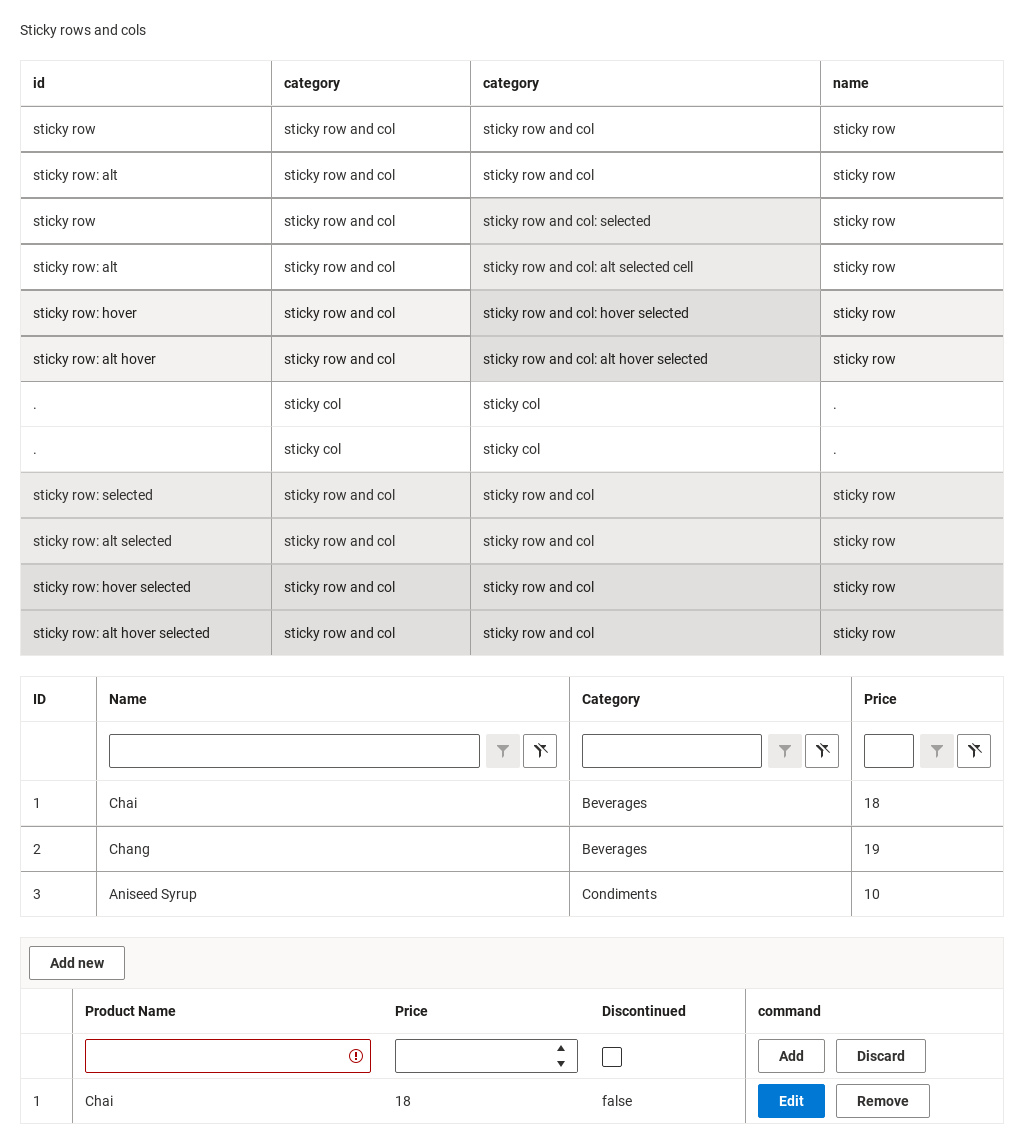 Sticky rows and cols
id category category name
sticky row sticky row and col sticky row and col sticky row
sticky row: alt sticky row and col sticky row and col sticky row
sticky row sticky row and col sticky row and col: selected sticky row
sticky row: alt sticky row and col sticky row and col: alt selected cell sticky row
sticky row: hover sticky row and col sticky row and col: hover selected sticky row
sticky row: alt hover sticky row and col sticky row and col: alt hover selected sticky row
. sticky col sticky col .
. sticky col sticky col .
sticky row: selected sticky row and col sticky row and col sticky row
sticky row: alt selected sticky row and col sticky row and col sticky row
sticky row: hover selected sticky row and col sticky row and col sticky row
sticky row: alt hover selected sticky row and col sticky row and col sticky row
ID Name Category Price
1 Chai Beverages 18
2 Chang Beverages 19
3 Aniseed Syrup Condiments 10
Add new
Product Name Price Discontinued command
Add Discard
1 Chai 18 false Edit Remove